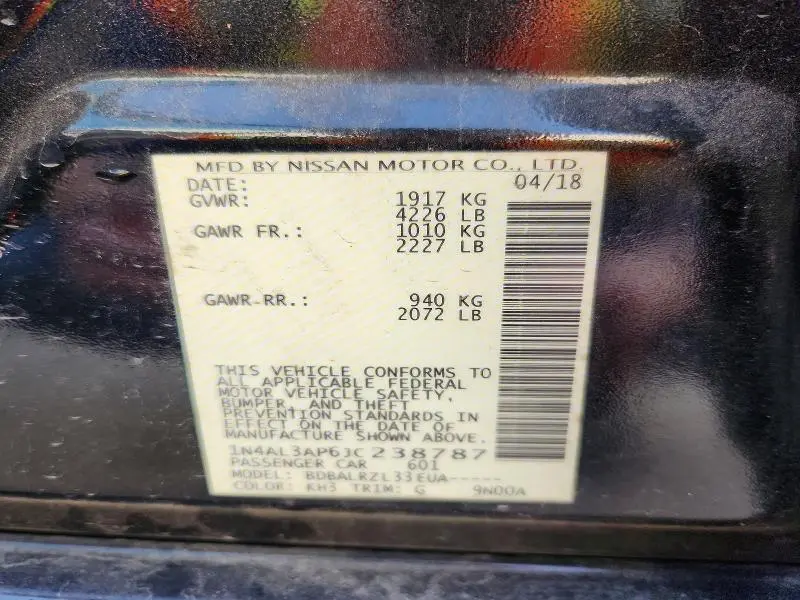 MFD BY NISSAN MOTOR CO., LTD.
DATE: 04/18
GVWR: 1917 KG
4226 LB
GAWR FR.: 1010 KG
2227 LB
GAWR RR.: 940 KG
2072 LB
THIS VEHICLE CONFORMS TO
ALL APPLICABLE FEDERAL
MOTOR VEHICLE SAFETY,
BUMPER, AND THEFT
PREVENTION STANDARDS IN
EFFECT ON THE DATE OF
MANUFACTURE SHOWN ABOVE.
1N4AL3AP6JC238787
PASSENGER CAR 601
MODEL: BDBALRZL33EUA-----
COLOR: KH3 TRIM: G 9N00A